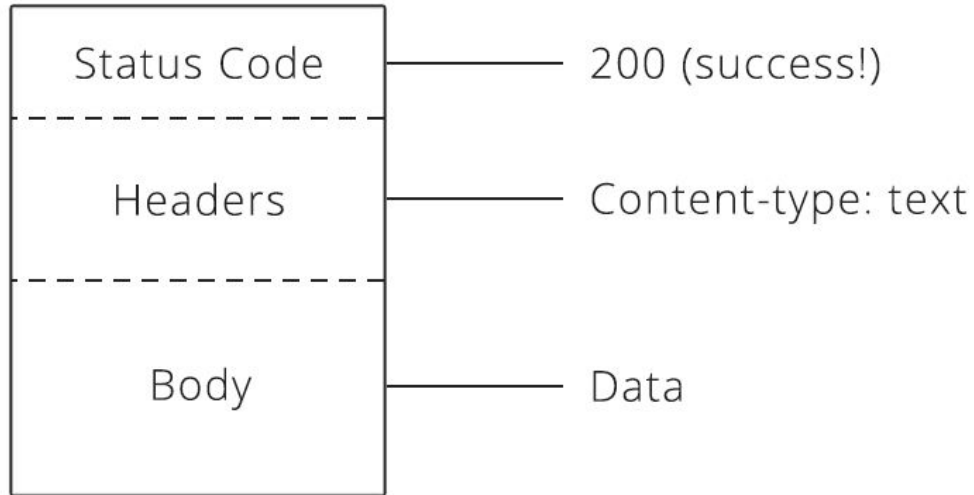 Status Code
200 (success!)
Headers
Content-type: text
Body
Data